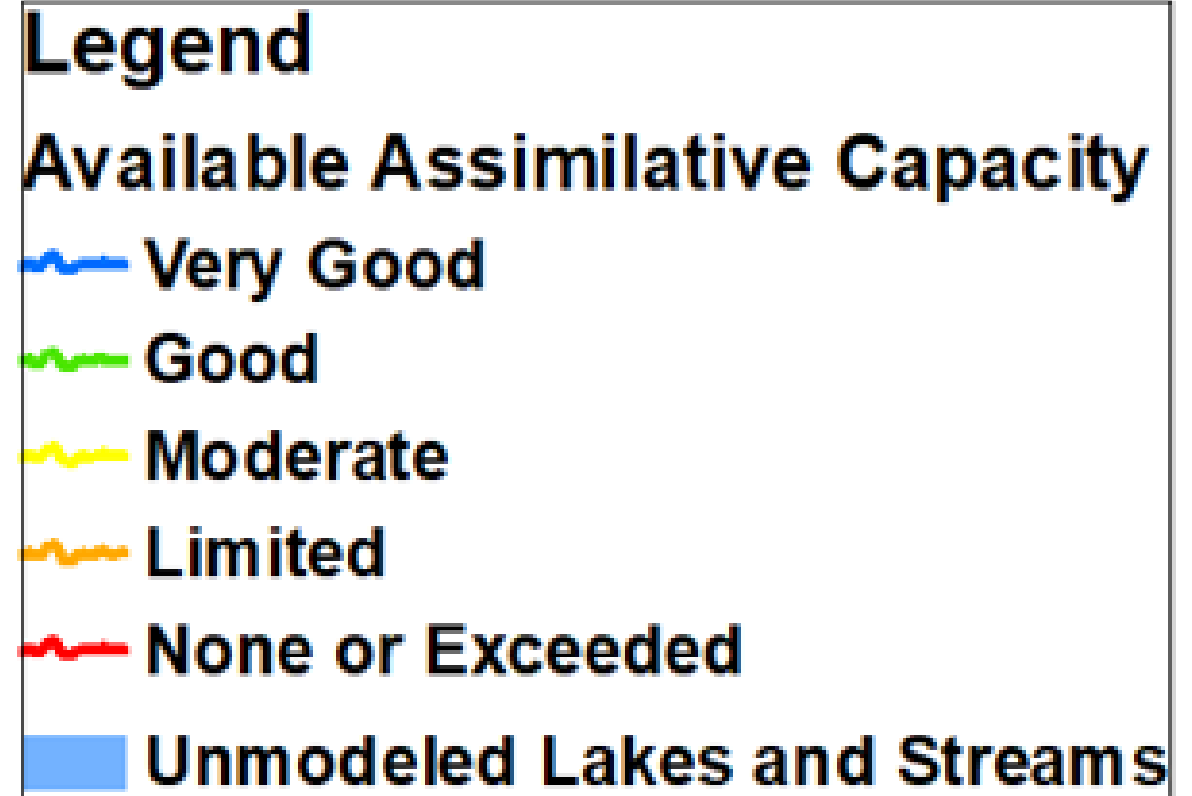 Legend
Available Assimilative Capacity
Very Good
Good
Moderate
Limited
None or Exceeded
Unmodeled Lakes and Streams